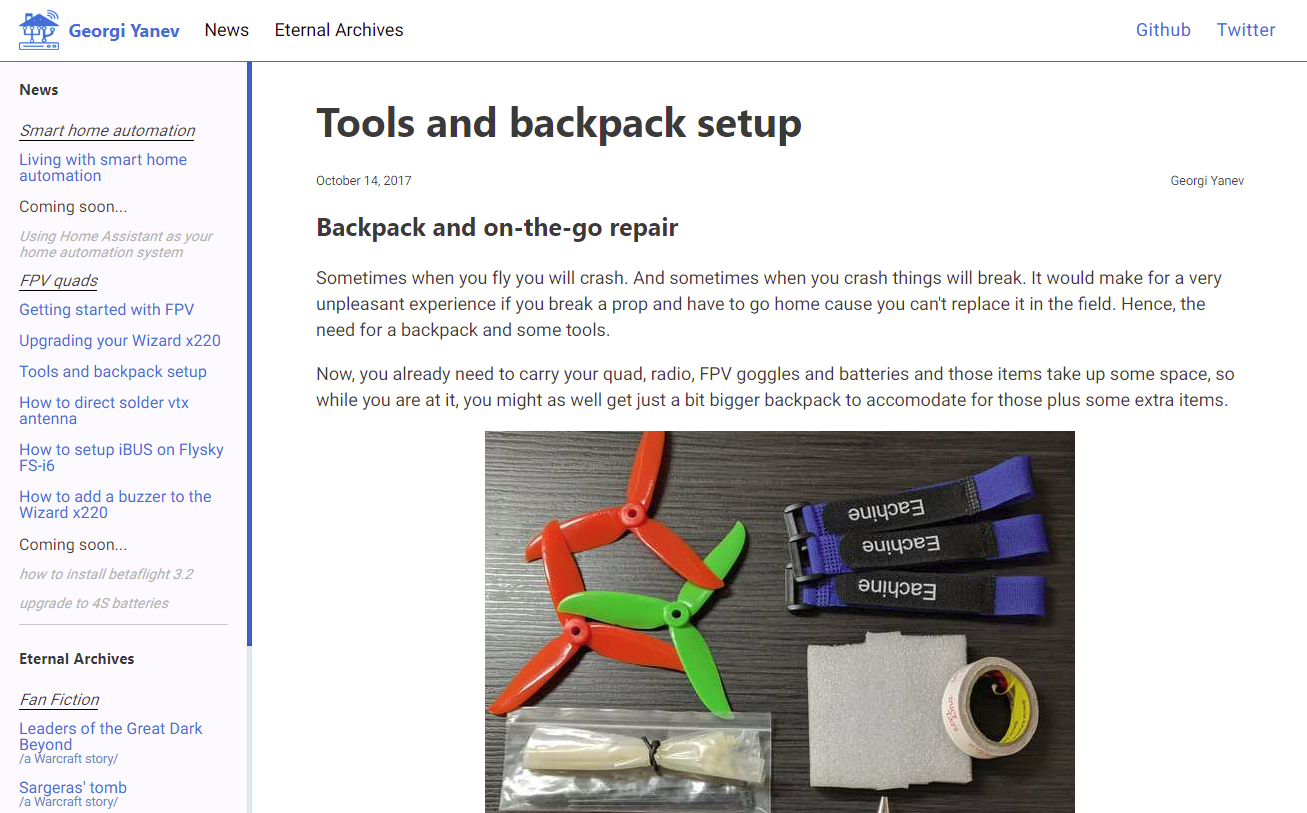 Georgi Yanev
News
Eternal Archives
Github
Twitter
News
Smart home automation
Living with smart home
automation
Coming soon...
Using Home Assistant as your
home automation system
FPV quads
Getting started with FPV
Upgrading your Wizard x220
Tools and backpack setup
How to direct solder vtx
antenna
How to setup iBUS on Flysky
FS-i6
How to add a buzzer to the
Wizard x220
Coming soon...
how to install betaflight 3.2
upgrade to 4S batteries
Eternal Archives
Fan Fiction
Leaders of the Great Dark
Beyond
/a Warcraft story/
Sargeras' tomb
/a Warcraft story/
Tools and backpack setup
October 14, 2017
Georgi Yanev
Backpack and on-the-go repair
Sometimes when you fly you will crash. And sometimes when you crash things will break. It would make for a very
unpleasant experience if you break a prop and have to go home cause you can't replace it in the field. Hence, the
need for a backpack and some tools.
Now, you already need to carry your quad, radio, FPV goggles and batteries and those items take up some space, so
while you are at it, you might as well get just a bit bigger backpack to accomodate for those plus some extra items.
Eachine
Eachine
Eachine